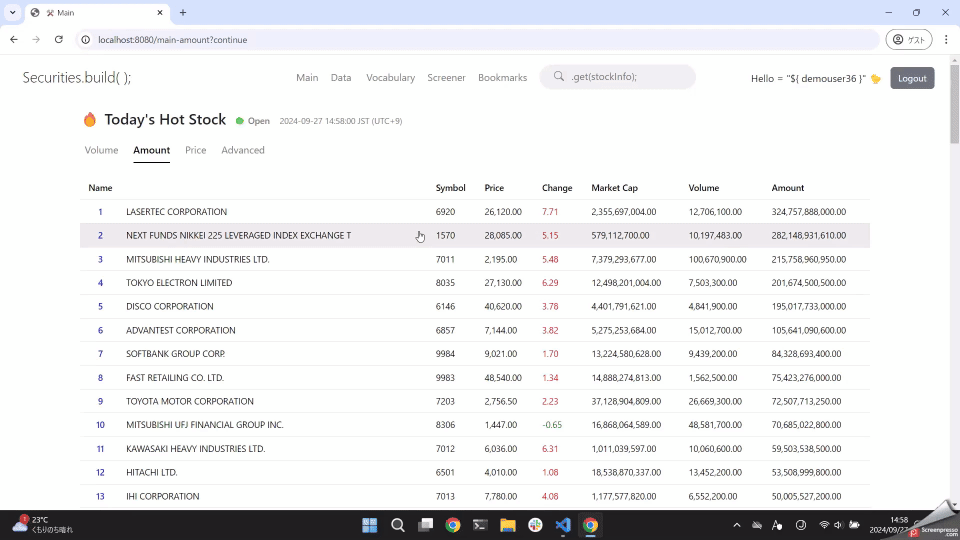 Main
localhost:8080/main-amount?continue
ゲスト
Securities.build( );
Main Data Vocabulary Screener Bookmarks
.get(stockInfo);
Hello = "${ demouser36 }"
Logout
Today's Hot Stock
Open
2024-09-27 14:58:00 JST (UTC+9)
Volume Amount Price Advanced
Name Symbol Price Change Market Cap Volume Amount
1 LASERTEC CORPORATION 6920 26,120.00 7.71 2,355,697,004.00 12,706,100.00 324,757,888,000.00
2 NEXT FUNDS NIKKEI 225 LEVERAGED INDEX EXCHANGE T 1570 28,085.00 5.15 579,112,700.00 10,197,483.00 282,148,931,610.00
3 MITSUBISHI HEAVY INDUSTRIES LTD. 7011 2,195.00 5.48 7,379,293,677.00 100,670,900.00 215,758,960,950.00
4 TOKYO ELECTRON LIMITED 8035 27,130.00 6.29 12,498,201,004.00 7,503,300.00 201,674,500,500.00
5 DISCO CORPORATION 6146 40,620.00 3.78 4,401,791,621.00 4,841,900.00 195,017,733,000.00
6 ADVANTEST CORPORATION 6857 7,144.00 3.82 5,275,253,684.00 15,012,700.00 105,641,090,600.00
7 SOFTBANK GROUP CORP. 9984 9,021.00 1.70 13,224,580,628.00 9,439,200.00 84,328,693,400.00
8 FAST RETAILING CO. LTD. 9983 48,540.00 1.34 14,888,274,813.00 1,562,500.00 75,423,276,000.00
9 TOYOTA MOTOR CORPORATION 7203 2,756.50 2.23 37,128,904,809.00 26,669,300.00 72,507,713,250.00
10 MITSUBISHI UFJ FINANCIAL GROUP INC. 8306 1,447.00 -0.65 16,868,064,589.00 48,581,700.00 70,685,022,800.00
11 KAWASAKI HEAVY INDUSTRIES LTD. 7012 6,036.00 6.31 1,011,039,597.00 10,060,600.00 59,503,538,500.00
12 HITACHI LTD. 6501 4,010.00 1.08 18,538,870,337.00 13,452,200.00 53,508,999,800.00
13 IHI CORPORATION 7013 7,780.00 4.08 1,177,577,820.00 6,552,200.00 50,005,527,200.00
1
23°C
くもりのち晴れ
14:58
2024/09/27
Screenpresso
.com